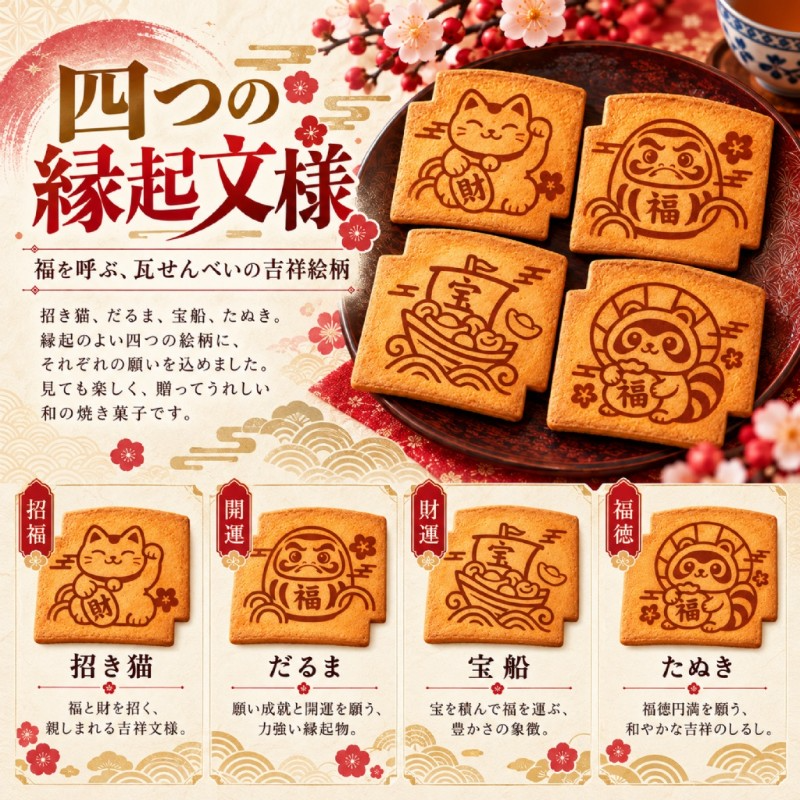 四つの
縁起文様
福を呼ぶ、瓦せんべいの吉祥絵柄
招き猫、だるま、宝船、たぬき。
縁起のよい四つの絵柄に、
それぞれの願いを込めました。
見ても楽しく、贈ってうれしい
和の焼き菓子です。
財
福
宝
福
招福
財
招き猫
福と財を招く、
親しまれる吉祥文様。
開運
福
だるま
願い成就と開運を願う、
力強い縁起物。
財運
宝
宝船
宝を積んで福を運ぶ、
豊かさの象徴。
福徳
福
たぬき
福徳円満を願う、
和やかな吉祥のしるし。